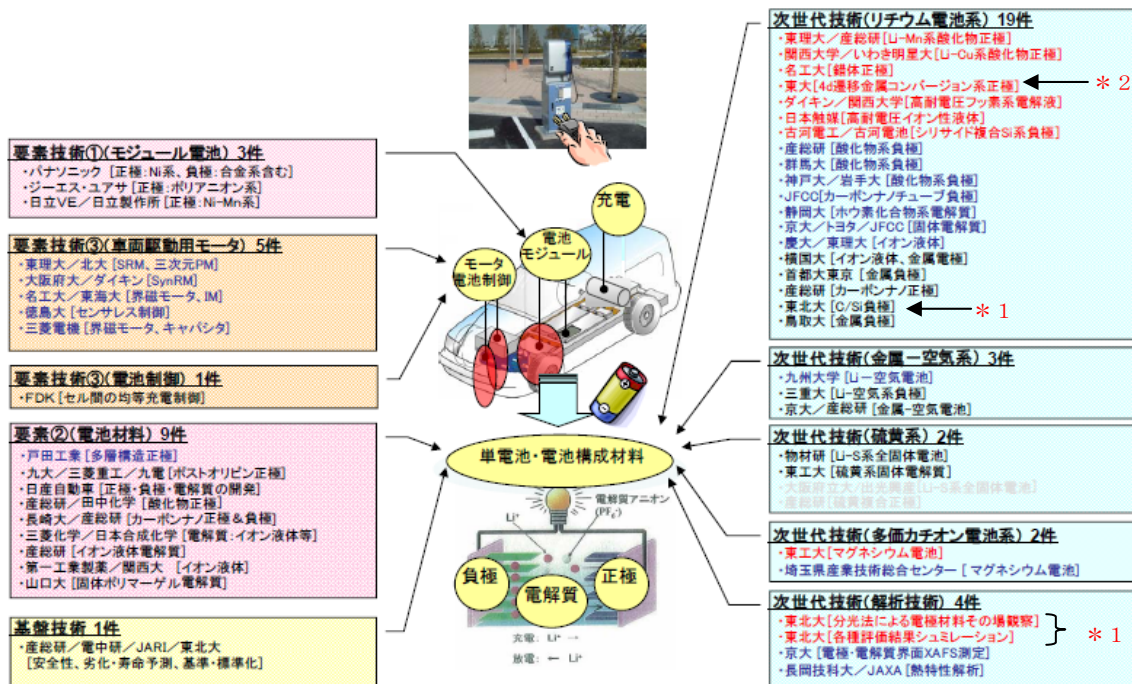 要素技術①(モジュール電池) 3件
・パナソニック [正極:Ni系、負極:合金系含む]
・ジーエス・ユアサ [正極:ポリアニオン系]
・日立VE/日立製作所 [正極:Ni-Mn系]
要素技術③(車両駆動用モータ) 5件
・東理大/北大 [SRM、三次元PM]
・大阪府大/ダイキン [SynRM]
・名工大/東海大 [界磁モータ、IM]
・徳島大 [センサレス制御]
・三菱電機 [界磁モータ、キャパシタ]
要素技術③(電池制御) 1件
・FDK [セル間の均等充電制御]
要素②(電池材料) 9件
・戸田工業 [多層構造正極]
・九大/三菱重工/九電 [ポストオリビン正極]
・日産自動車 [正極・負極・電解質の開発]
・産総研/田中化学 [酸化物正極]
・長崎大/産総研 [カーボンナノ正極&負極]
・三菱化学/日本合成化学 [電解質:イオン液体等]
・産総研 [イオン液体電解質]
・第一工業製薬/関西大 [イオン液体]
・山口大 [固体ポリマーゲル電解質]
基盤技術 1件
・産総研/電中研/JARI/東北大
[安全性、劣化・寿命予測、基準・標準化]
充電
電池
モジュール
モータ
電池制御
単電池・電池構成材料
電解質アニオン
(PF₆⁻)
Li⁺
負極
電解質
正極
充電: Li⁺ →
放電: ← Li⁺
次世代技術(リチウム電池系) 19件
・東理大/産総研[Li-Mn系酸化物正極]
・関西大学/いわき明星大[Li-Cu系酸化物正極]
・名工大[錯体正極]
・東大[4d遷移金属コンバージョン系正極]
*2
・ダイキン/関西大学[高耐電圧フッ素系電解液]
・日本触媒[高耐電圧イオン性液体]
・古河電工/古河電池[シリサイド複合Si系負極]
・産総研 [酸化物系負極]
・群馬大 [酸化物系負極]
・神戸大/岩手大 [酸化物系負極]
・JFCC[カーボンナノチューブ負極]
・静岡大 [ホウ素化合物系電解質]
・京大/トヨタ/JFCC [固体電解質]
・慶大/東理大 [イオン液体]
・横国大 [イオン液体、金属電極]
・首都大東京 [金属負極]
・産総研 [カーボンナノ正極]
・東北大 [C/Si負極]
*1
・鳥取大 [金属負極]
次世代技術(金属－空気系) 3件
・九州大学 [Li－空気電池]
・三重大 [Li-空気系負極]
・京大/産総研 [金属-空気電池]
次世代技術(硫黄系) 2件
・物材研 [Li-S系全固体電池]
・東工大 [硫黄系固体電解質]
・大阪府立大/出光興産[Li-S系全固体電池]
・産総研[硫黄複合正極]
次世代技術(多価カチオン電池系) 2件
・東工大[マグネシウム電池]
・埼玉県産業技術総合センター [ マグネシウム電池]
次世代技術(解析技術) 4件
・東北大[分光法による電極材料その場観察]
・東北大[各種評価結果シュミレーション]
*1
・京大 [電極・電解質界面XAFS測定]
・長岡技科大/JAXA [熱特性解析]